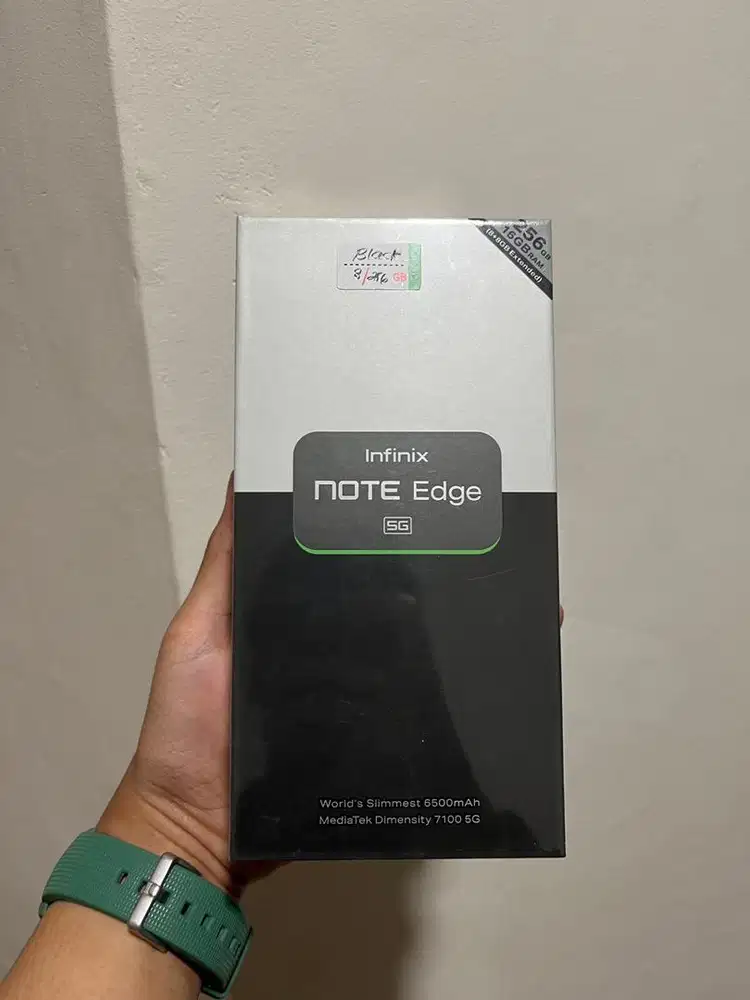 256GB
16GB RAM
(8+8GB Extended)
Black
8/256 GB
Infinix
NOTE Edge
5G
World's Slimmest 6500mAh
MediaTek Dimensity 7100 5G